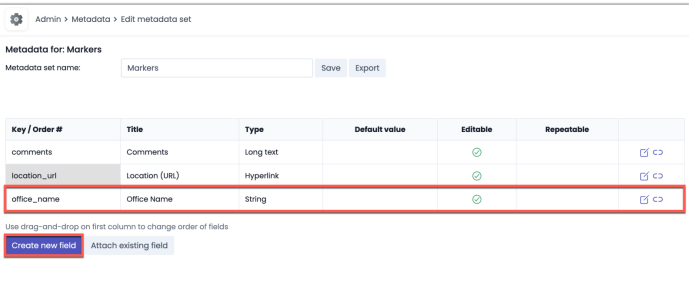 Admin > Metadata > Edit metadata set
Metadata for: Markers
Metadata set name: Markers Save Export
Key / Order # Title Type Default value Editable Repeatable
comments Comments Long text
location_url Location (URL) Hyperlink
office_name Office Name String
Use drag-and-drop on first column to change order of fields
Create new field Attach existing field